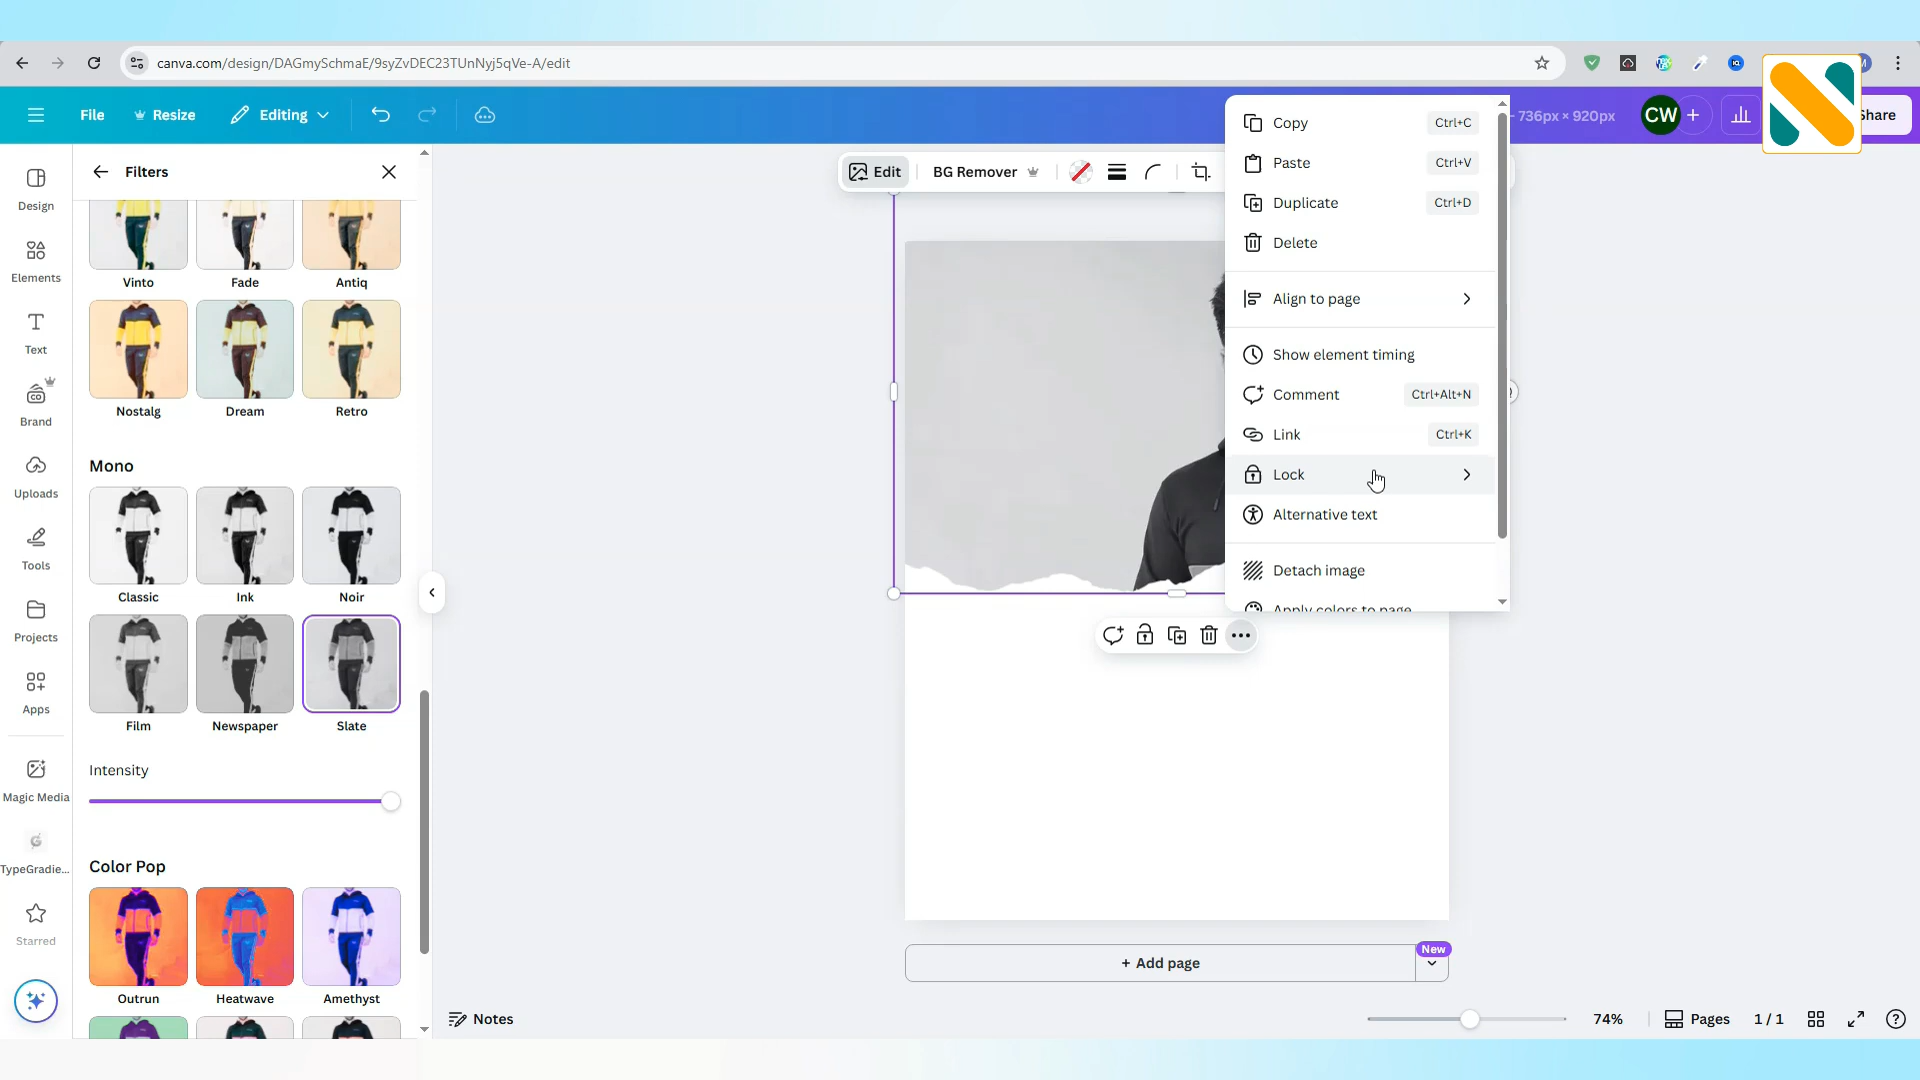 canva.com/design/DAGmySchmaE/9syZvDEC23TUnNyj5qVe-A/edit
File
Resize
Editing
- 736px × 920px
CW
Share
Design
Elements
Text
Brand
Uploads
Tools
Projects
Apps
Magic Media
TypeGradie...
Starred
Filters
Vinto
Fade
Antiq
Nostalg
Dream
Retro
Mono
Classic
Ink
Noir
Film
Newspaper
Slate
Intensity
Color Pop
Outrun
Heatwave
Amethyst
Edit
BG Remover
Copy Ctrl+C
Paste Ctrl+V
Duplicate Ctrl+D
Delete
Align to page
Show element timing
Comment Ctrl+Alt+N
Link Ctrl+K
Lock
Alternative text
Detach image
Apply colors to page
+ Add page
New
Notes
74%
Pages
1 / 1